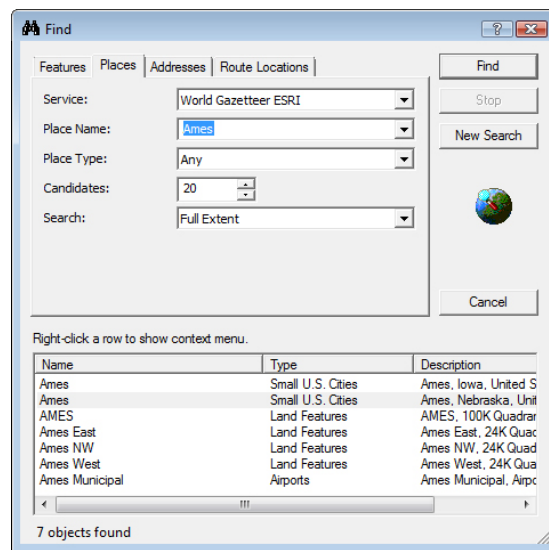 Find
Features Places Addresses Route Locations
Find
Service: World Gazetteer ESRI
Stop
Place Name: Ames
New Search
Place Type: Any
Candidates: 20
Search: Full Extent
Cancel
Right-click a row to show context menu.
Name Type Description
Ames Small U.S. Cities Ames, Iowa, United S
Ames Small U.S. Cities Ames, Nebraska, Unit
AMES Land Features AMES, 100K Quadran
Ames East Land Features Ames East, 24K Quad
Ames NW Land Features Ames NW, 24K Quad
Ames West Land Features Ames West, 24K Qua
Ames Municipal Airports Ames Municipal, Airpo
7 objects found